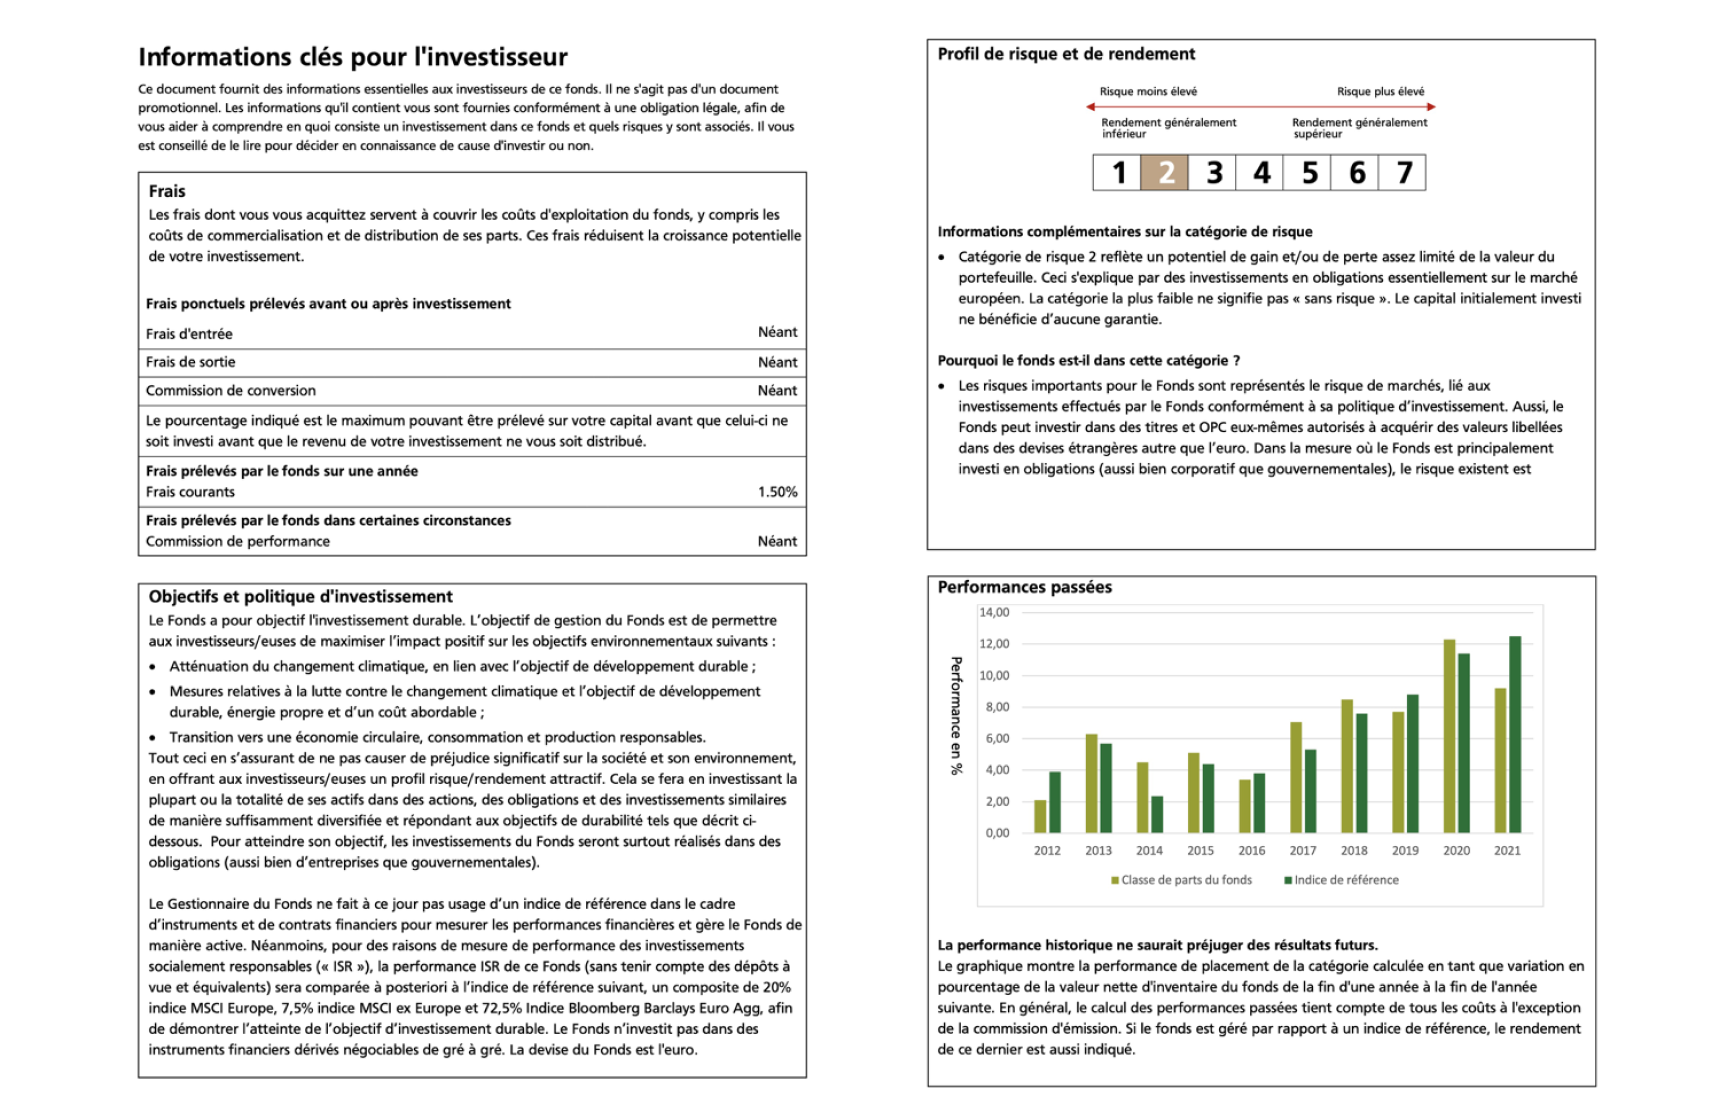 Informations clés pour l'investisseur
Ce document fournit des informations essentielles aux investisseurs de ce fonds. Il ne s'agit pas d'un document
promotionnel. Les informations qu'il contient vous sont fournies conformément à une obligation légale, afin de
vous aider à comprendre en quoi consiste un investissement dans ce fonds et quels risques y sont associés. Il vous
est conseillé de le lire pour décider en connaissance de cause d'investir ou non.
Frais
Les frais dont vous vous acquittez servent à couvrir les coûts d'exploitation du fonds, y compris les
coûts de commercialisation et de distribution de ses parts. Ces frais réduisent la croissance potentielle
de votre investissement.
Frais ponctuels prélevés avant ou après investissement
Frais d'entrée Néant
Frais de sortie Néant
Commission de conversion Néant
Le pourcentage indiqué est le maximum pouvant être prélevé sur votre capital avant que celui-ci ne
soit investi avant que le revenu de votre investissement ne vous soit distribué.
Frais prélevés par le fonds sur une année
Frais courants 1.50%
Frais prélevés par le fonds dans certaines circonstances
Commission de performance Néant
Objectifs et politique d'investissement
Le Fonds a pour objectif l'investissement durable. L’objectif de gestion du Fonds est de permettre
aux investisseurs/euses de maximiser l’impact positif sur les objectifs environnementaux suivants :
• Atténuation du changement climatique, en lien avec l’objectif de développement durable ;
• Mesures relatives à la lutte contre le changement climatique et l’objectif de développement
durable, énergie propre et d’un coût abordable ;
• Transition vers une économie circulaire, consommation et production responsables.
Tout ceci en s’assurant de ne pas causer de préjudice significatif sur la société et son environnement,
en offrant aux investisseurs/euses un profil risque/rendement attractif. Cela se fera en investissant la
plupart ou la totalité de ses actifs dans des actions, des obligations et des investissements similaires
de manière suffisamment diversifiée et répondant aux objectifs de durabilité tels que décrit ci-
dessous. Pour atteindre son objectif, les investissements du Fonds seront surtout réalisés dans des
obligations (aussi bien d’entreprises que gouvernementales).
Le Gestionnaire du Fonds ne fait à ce jour pas usage d’un indice de référence dans le cadre
d’instruments et de contrats financiers pour mesurer les performances financières et gère le Fonds de
manière active. Néanmoins, pour des raisons de mesure de performance des investissements
socialement responsables (« ISR »), la performance ISR de ce Fonds (sans tenir compte des dépôts à
vue et équivalents) sera comparée à posteriori à l’indice de référence suivant, un composite de 20%
indice MSCI Europe, 7,5% indice MSCI ex Europe et 72,5% Indice Bloomberg Barclays Euro Agg, afin
de démontrer l’atteinte de l’objectif d’investissement durable. Le Fonds n’investit pas dans des
instruments financiers dérivés négociables de gré à gré. La devise du Fonds est l'euro.
Profil de risque et de rendement
Risque moins élevé Risque plus élevé
Rendement généralement Rendement généralement
inférieur supérieur
1 2 3 4 5 6 7
Informations complémentaires sur la catégorie de risque
• Catégorie de risque 2 reflète un potentiel de gain et/ou de perte assez limité de la valeur du
portefeuille. Ceci s'explique par des investissements en obligations essentiellement sur le marché
européen. La catégorie la plus faible ne signifie pas « sans risque ». Le capital initialement investi
ne bénéficie d’aucune garantie.
Pourquoi le fonds est-il dans cette catégorie ?
• Les risques importants pour le Fonds sont représentés le risque de marchés, lié aux
investissements effectués par le Fonds conformément à sa politique d’investissement. Aussi, le
Fonds peut investir dans des titres et OPC eux-mêmes autorisés à acquérir des valeurs libellées
dans des devises étrangères autre que l’euro. Dans la mesure où le Fonds est principalement
investi en obligations (aussi bien corporatif que gouvernementales), le risque existent est
Performances passées
Performance en %
14,00
12,00
10,00
8,00
6,00
4,00
2,00
0,00
2012 2013 2014 2015 2016 2017 2018 2019 2020 2021
Classe de parts du fonds Indice de référence
La performance historique ne saurait préjuger des résultats futurs.
Le graphique montre la performance de placement de la catégorie calculée en tant que variation en
pourcentage de la valeur nette d'inventaire du fonds de la fin d'une année à la fin de l'année
suivante. En général, le calcul des performances passées tient compte de tous les coûts à l'exception
de la commission d'émission. Si le fonds est géré par rapport à un indice de référence, le rendement
de ce dernier est aussi indiqué.